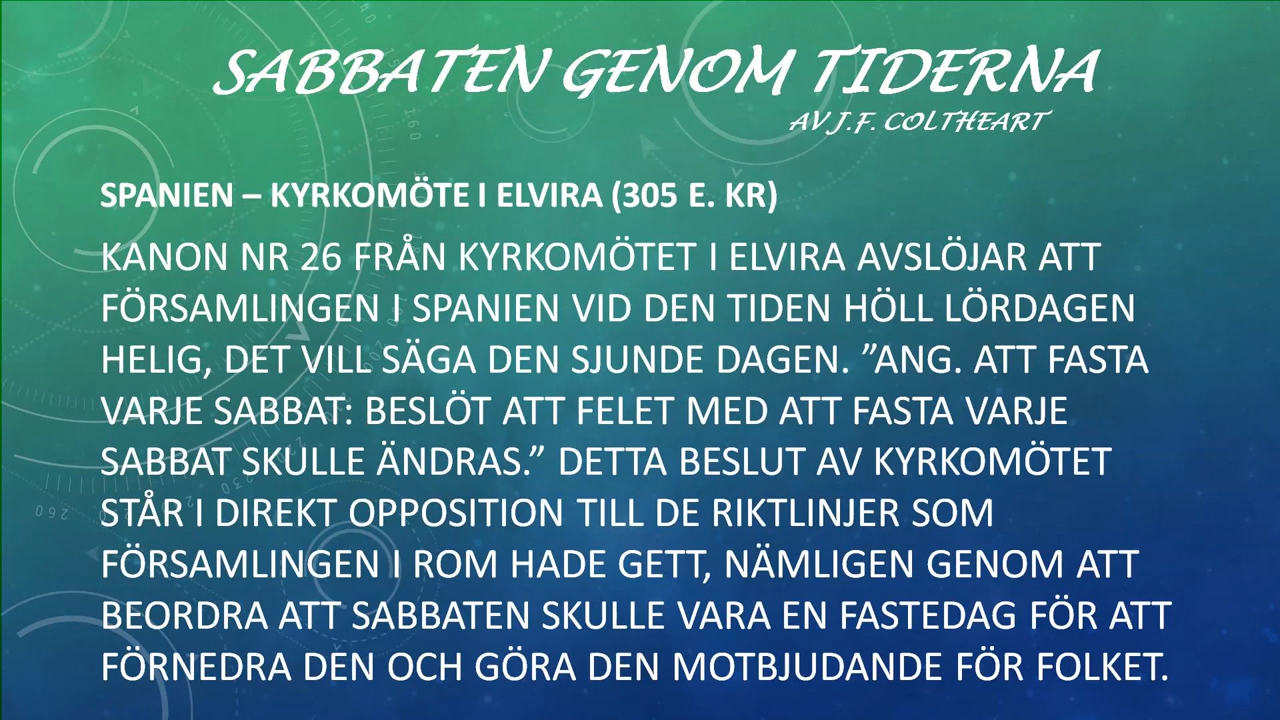 SABBATEN GENOM TIDERNA
AV J.F. COLTHEART
SPANIEN – KYRKOMÖTE I ELVIRA (305 E. KR)
KANON NR 26 FRÅN KYRKOMÖTET I ELVIRA AVSLÖJAR ATT
FÖRSAMLINGEN I SPANIEN VID DEN TIDEN HÖLL LÖRDAGEN
HELIG, DET VILL SÄGA DEN SJUNDE DAGEN. ”ANG. ATT FASTA
VARJE SABBAT: BESLÖT ATT FELET MED ATT FASTA VARJE
SABBAT SKULLE ÄNDRAS.” DETTA BESLUT AV KYRKOMÖTET
STÅR I DIREKT OPPOSITION TILL DE RIKTLINJER SOM
FÖRSAMLINGEN I ROM HADE GETT, NÄMLIGEN GENOM ATT
BEORDRA ATT SABBATEN SKULLE VARA EN FASTEDAG FÖR ATT
FÖRNEDRA DEN OCH GÖRA DEN MOTBJUDANDE FÖR FOLKET.
160
260
230